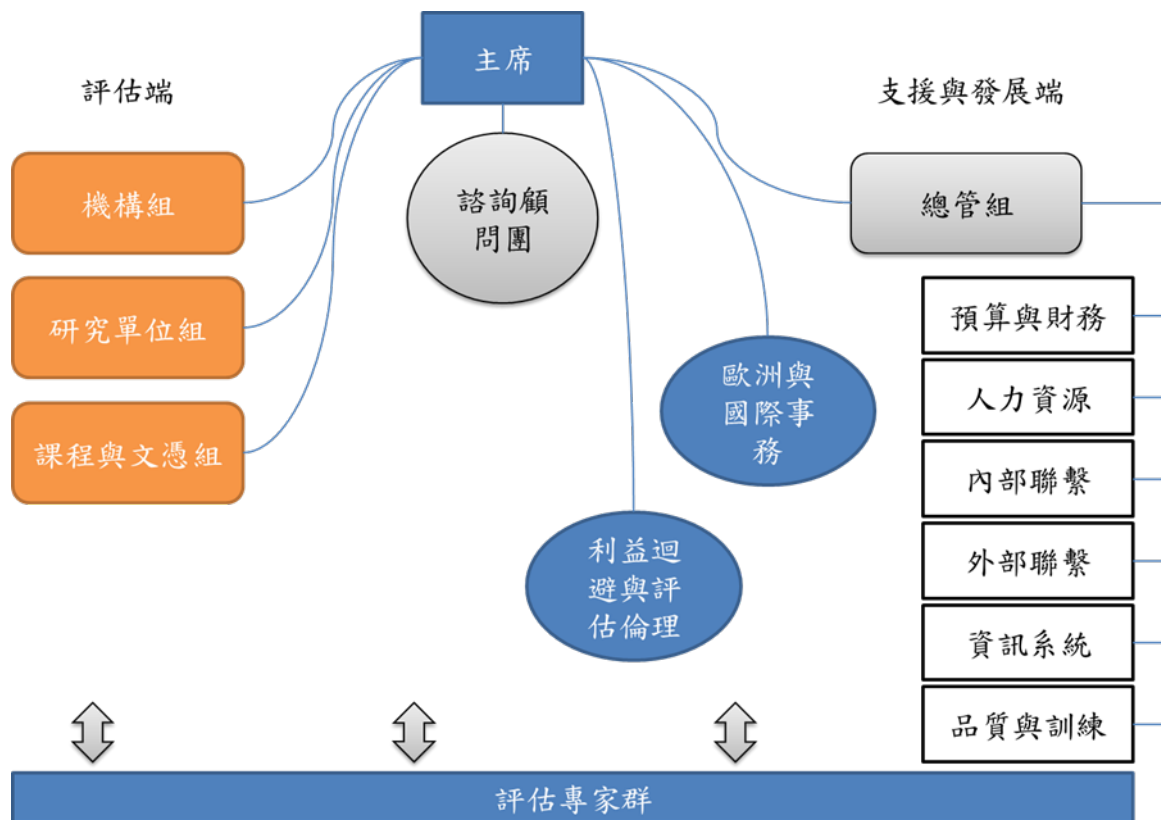 主席
評估端
支援與發展端
機構組
諮詢顧
問團
總管組
研究單位組
預算與財務
歐洲與
國際事
務
人力資源
課程與文憑組
內部聯繫
利益迴
避與評
估倫理
外部聯繫
資訊系統
品質與訓練
評估專家群